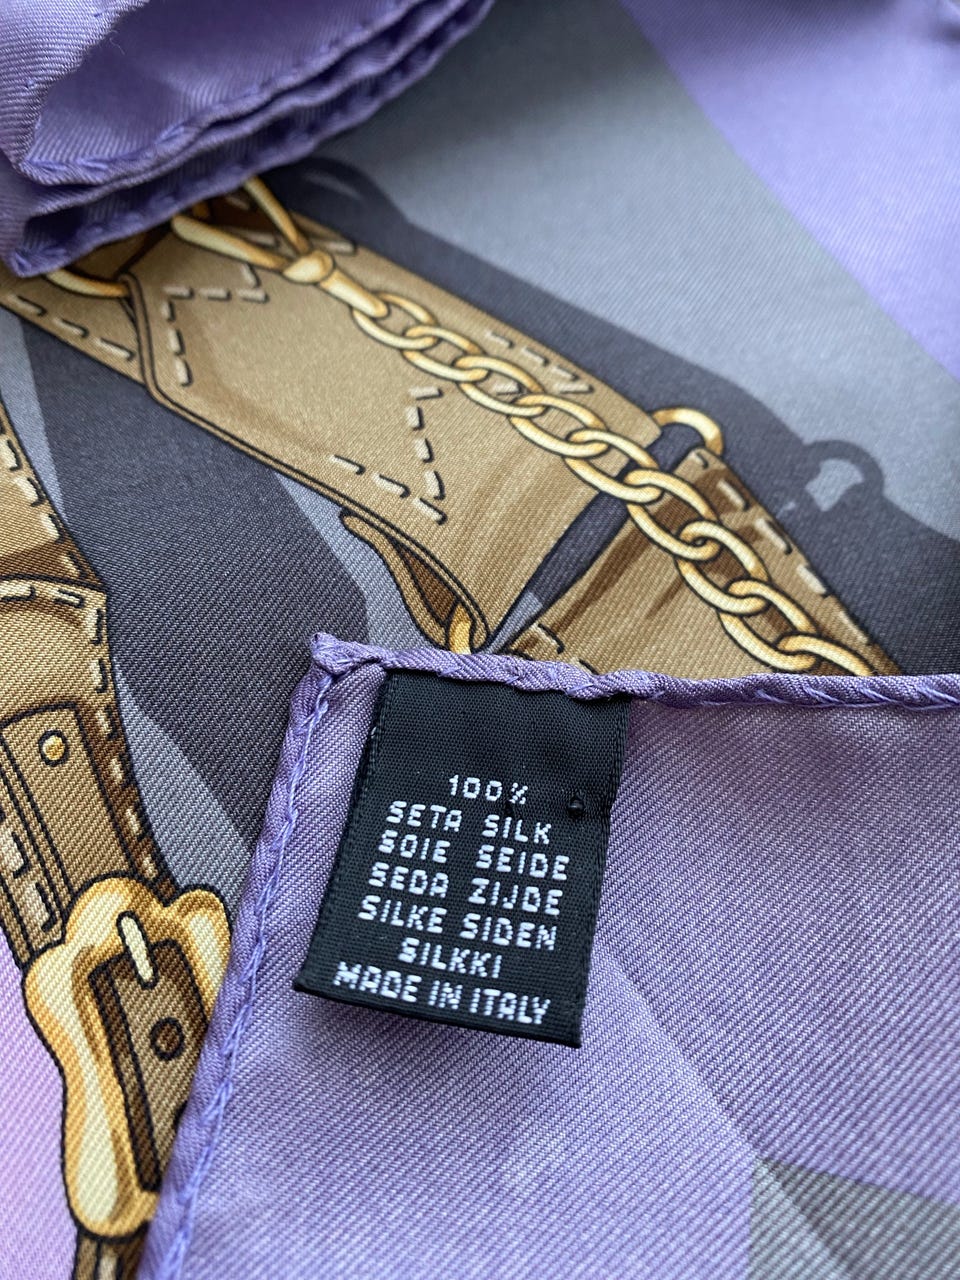 100%
SETA SILK
SOIE SEIDE
SEDA ZIJDE
SILKE SIDEN
SILKKI
MADE IN ITALY